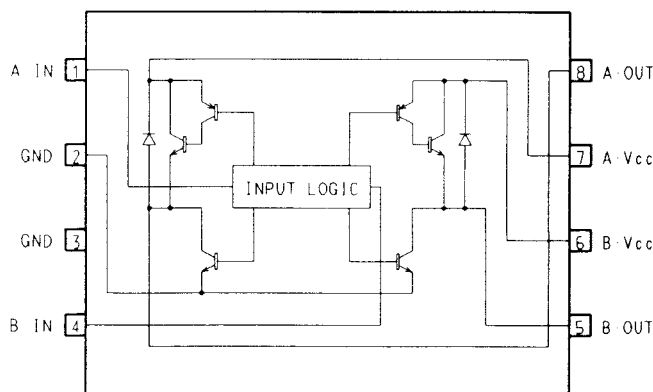 A IN 1
GND 2
GND 3
B IN 4
INPUT LOGIC
8 A·OUT
7 A·Vcc
6 B·Vcc
5 B·OUT